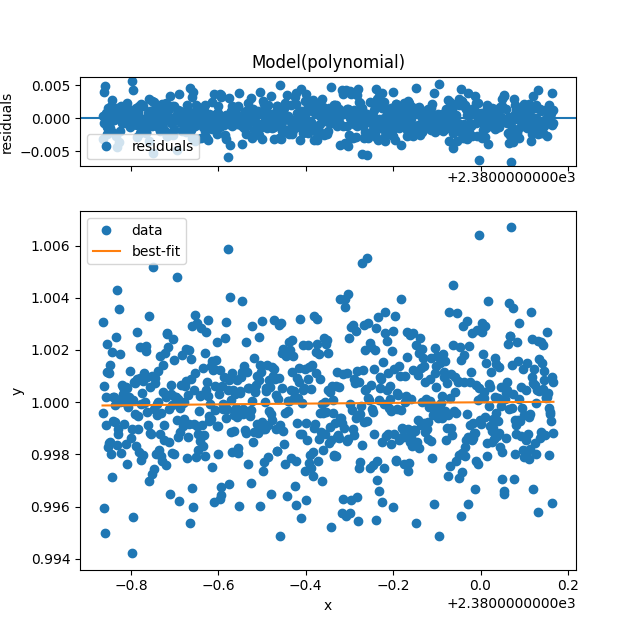 Model(polynomial)
0.005
0.000
−0.005
residuals
residuals
+2.3800000000e3
1.006
1.004
1.002
1.000
0.998
0.996
0.994
y
data
best-fit
−0.8
−0.6
−0.4
−0.2
0.0
0.2
x
+2.3800000000e3